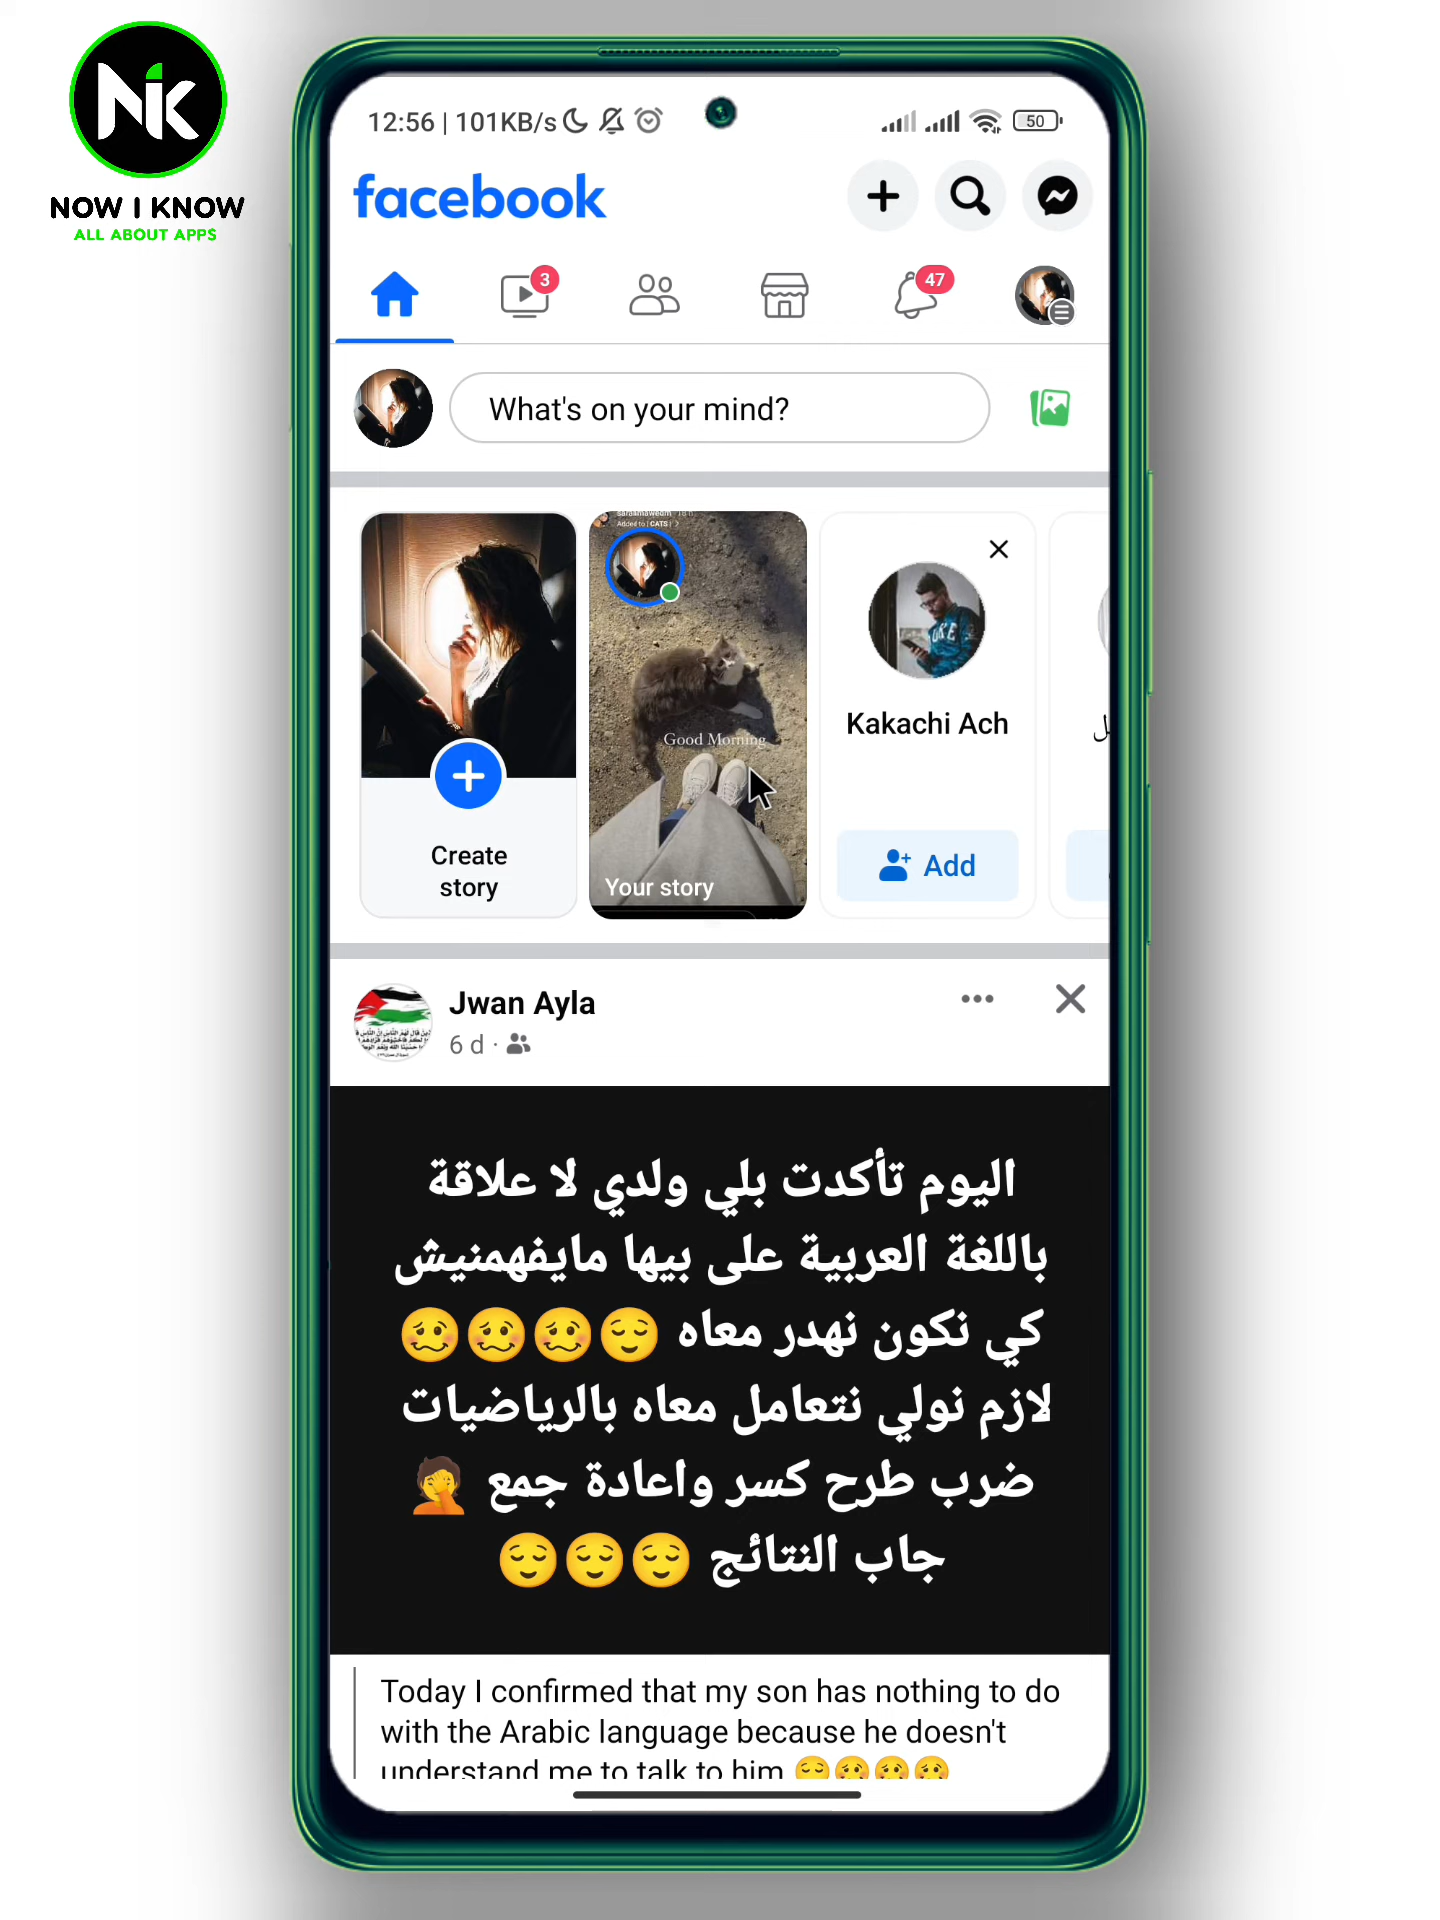 NK
NOW I KNOW
ALL ABOUT APPS
12:56 | 101KB/s
50
facebook
3
47
What's on your mind?
Added to | CATS | >
Good Morning
Create
story
Your story
Kakachi Ach
Add
Jwan Ayla
6 d ·
اليوم تأكدت بلي ولدي لا علاقة
باللغة العربية على بيها مايفهمنيش
كي نكون نهدر معاه 😌🥴🥴🥴
لازم نولي نتعامل معاه بالرياضيات
ضرب طرح كسر واعادة جمع 🤦
جاب النتائج 😌😌😌
Today I confirmed that my son has nothing to do
with the Arabic language because he doesn't
understand me to talk to him 😌🥴🥴🥴